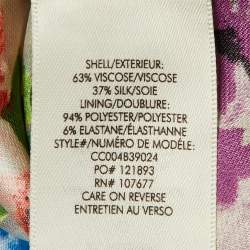 SHELL/EXTERIEUR:
63% VISCOSE/VISCOSE
37% SILK/SOIE
LINING/DOUBLURE:
94% POLYESTER/POLYESTER
6% ELASTANE/ÉLASTHANNE
STYLE#/NUMÉRO DE MODÉLE:
CC004B39024
PO# 121893
RN# 107677
CARE ON REVERSE
ENTRETIEN AU VERSO